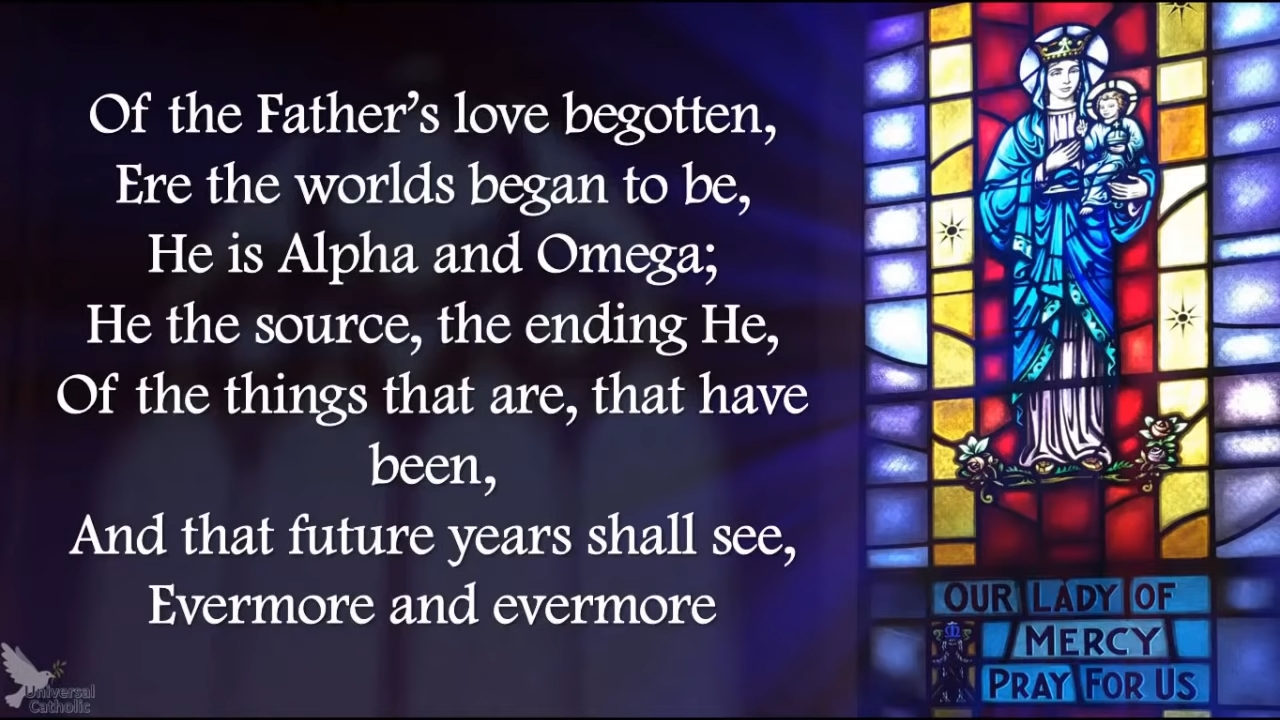 Of the Father’s love begotten,
Ere the worlds began to be,
He is Alpha and Omega;
He the source, the ending He,
Of the things that are, that have
been,
And that future years shall see,
Evermore and evermore
OUR LADY OF
MERCY
PRAY FOR US
Universal
Catholic